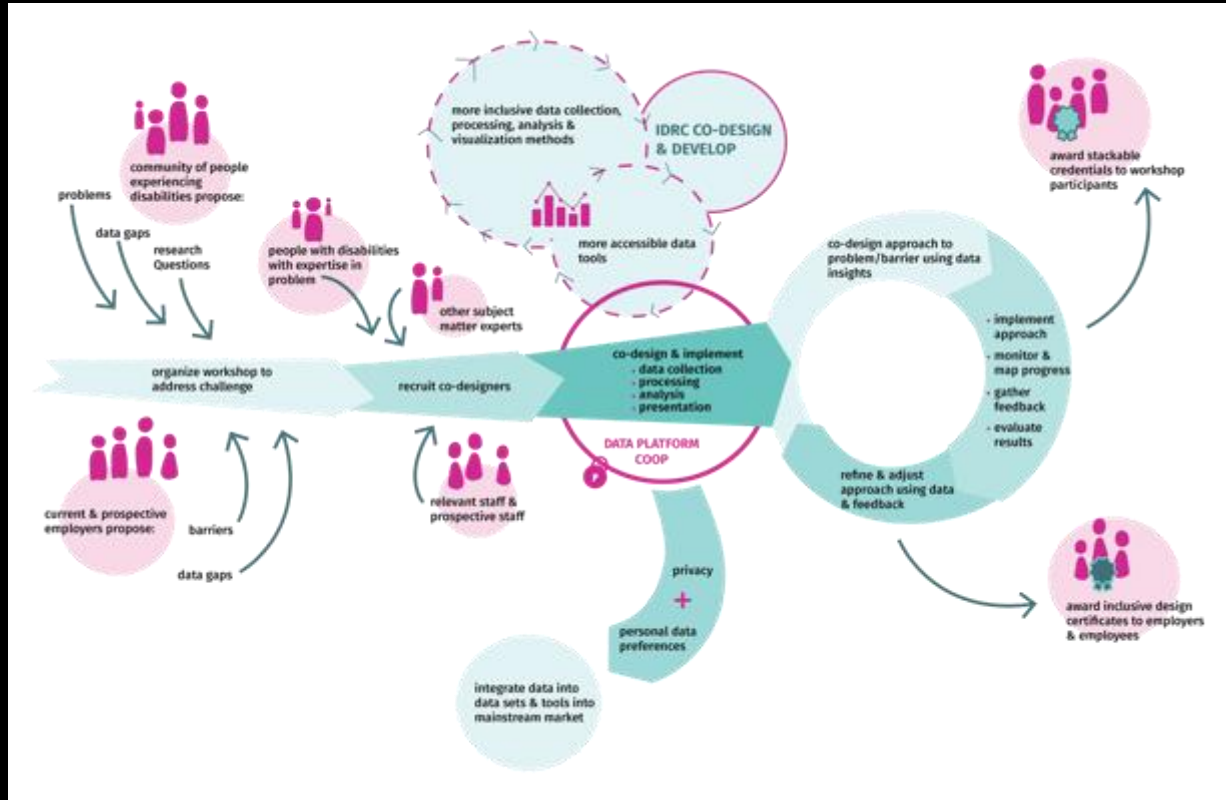 community of people
experiencing
disabilities propose:
problems
data gaps
research
Questions
people with disabilities
with expertise in
problem
other subject
matter experts
more inclusive data collection,
processing, analysis &
visualization methods
IDRC CO-DESIGN
& DEVELOP
more accessible data
tools
organize workshop to
address challenge
recruit co-designers
co-design & implement
• data collection
• processing
• analysis
• presentation
DATA PLATFORM
COOP
co-design approach to
problem/barrier using data
insights
• implement
approach
• monitor &
map progress
• gather
feedback
• evaluate
results
refine & adjust
approach using data
& feedback
award stackable
credentials to workshop
participants
current & prospective
employers propose:
barriers
data gaps
relevant staff &
prospective staff
privacy
+
personal data
preferences
integrate data into
data sets & tools into
mainstream market
award inclusive design
certificates to employers
& employees